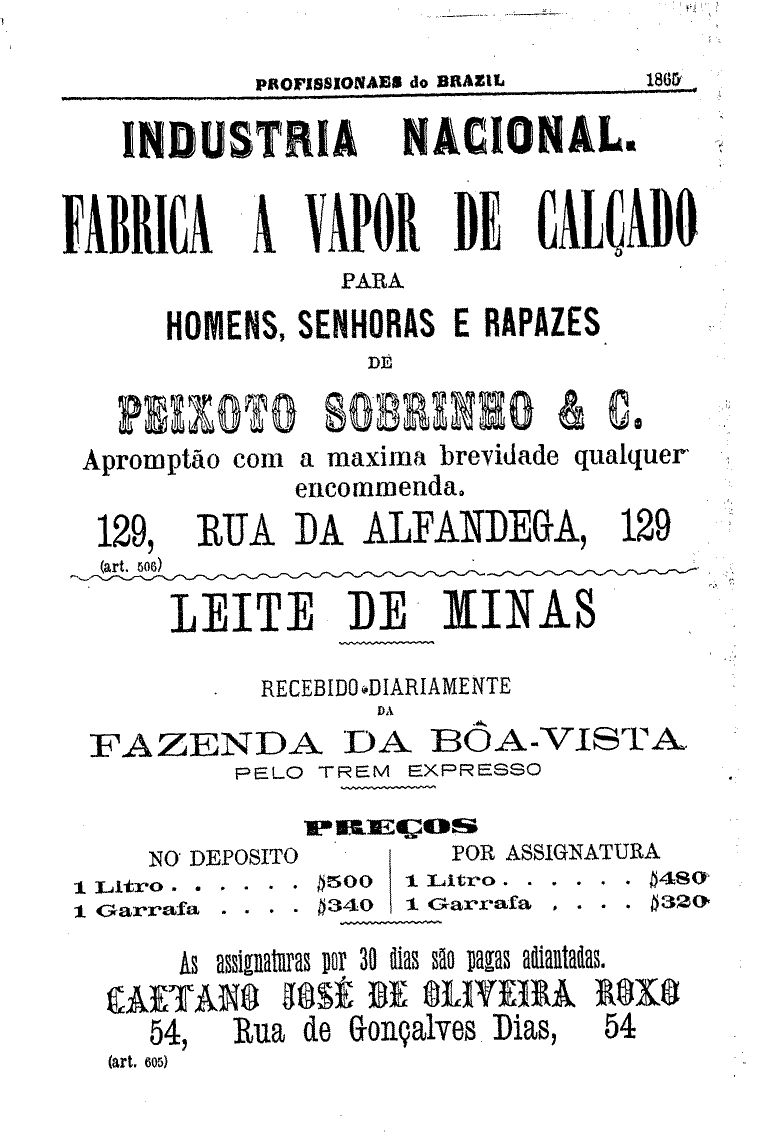 PROFISSIONAES do BRAZIL 1865
INDUSTRIA NACIONAL.
FABRICA A VAPOR DE CALÇADO
PARA
HOMENS, SENHORAS E RAPAZES
DE
PEIXOTO SOBRINHO & C.
Apromptão com a maxima brevidade qualquer
encommenda.
129, RUA DA ALFANDEGA, 129
(art. 506)
LEITE DE MINAS
RECEBIDO DIARIAMENTE
DA
FAZENDA DA BÔA-VISTA
PELO TREM EXPRESSO
PREÇOS
NO DEPOSITO
1 Litro . . . . . . $500
1 Garrafa . . . . $340
POR ASSIGNATURA
1 Litro . . . . . . $480
1 Garrafa . . . . $320
As assignaturas por 30 dias são pagas adiantadas.
CAETANO JOSÉ DE OLIVEIRA ROXO
54, Rua de Gonçalves Dias, 54
(art. 605)